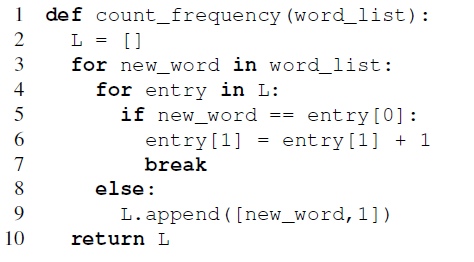 1 def count_frequency(word_list):
2   L = []
3   for new_word in word_list:
4     for entry in L:
5       if new_word == entry[0]:
6         entry[1] = entry[1] + 1
7         break
8     else:
9       L.append([new_word,1])
10   return L